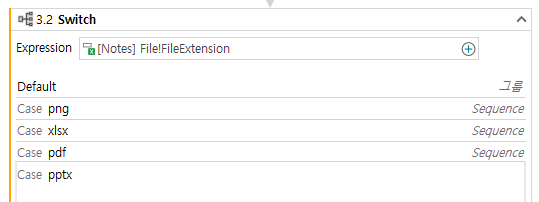 3.2 Switch
Expression [Notes] File!FileExtension
Default 그룹
Case png Sequence
Case xlsx Sequence
Case pdf Sequence
Case pptx